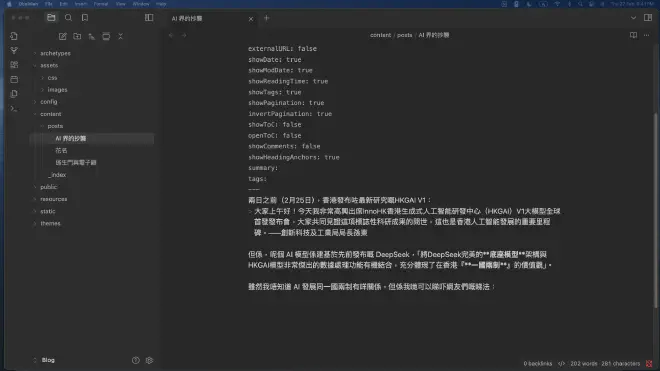 Obsidian File Edit Insert Format View Window Help
AI 界的抄襲
content / posts / AI 界的抄襲
archetypes
assets
css
images
config
content
posts
AI 界的抄襲
花名
_index
public
resources
static
themes
externalURL: false
showDate: true
showModDate: true
showReadingTime: true
showTags: true
showPagination: true
invertPagination: true
showToC: false
openToC: false
showComments: false
showHeadingAnchors: true
summary:
tags:
---
兩日之前（2月25日），香港發布咗最新研究嘅HKGAI V1：
> 大家上午好！今天我非常高興出席InnoHK香港生成式人工智能研發中心（HKGAI）V1大模型全球
首發發布會，大家共同見證這項標誌性科研成果的問世，這也是香港人工智能發展的重要里程
碑。——創新科技及工業局局長孫東
但係，呢個 AI 模型係建基於先前發布嘅 DeepSeek，「將DeepSeek完美的**底座模型**架構與
HKGAI模型非常傑出的數據處理功能有機結合，充分體現了在香港『**一國兩制**』的價值觀」。
雖然我唔知道 AI 發展同一國兩制有咩關係，但係我哋可以睇吓網友們嘅睇法：
Blog
0 backlinks
202 words
281 characters